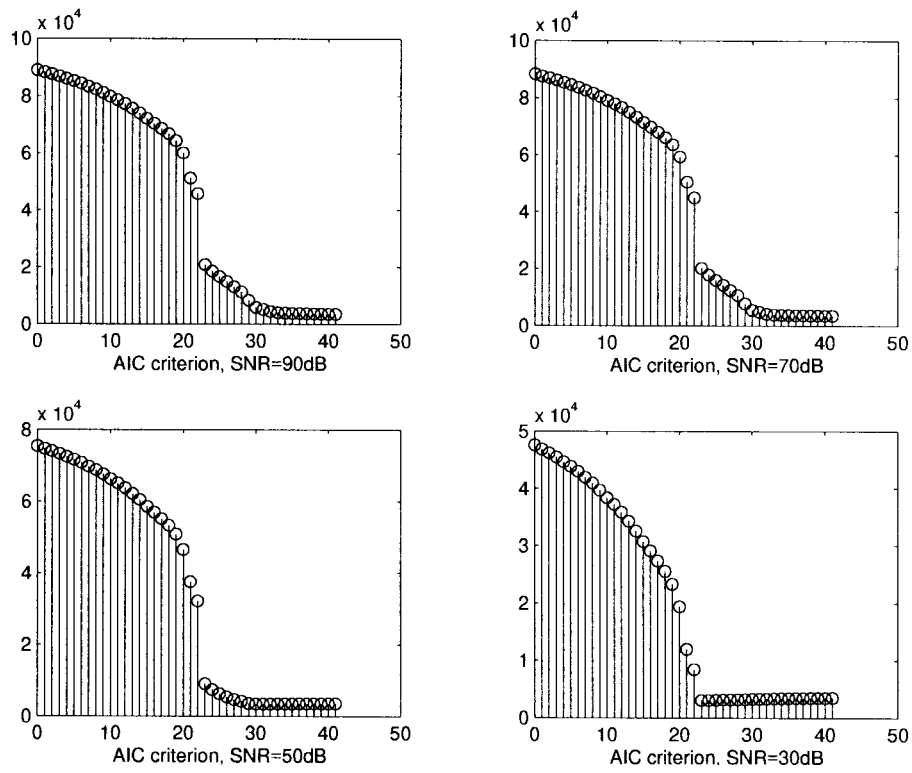 x 10^4
10
8
6
4
2
0
0 10 20 30 40 50
AIC criterion, SNR=90dB
x 10^4
10
8
6
4
2
0
0 10 20 30 40 50
AIC criterion, SNR=70dB
x 10^4
8
6
4
2
0
0 10 20 30 40 50
AIC criterion, SNR=50dB
x 10^4
5
4
3
2
1
0
0 10 20 30 40 50
AIC criterion, SNR=30dB